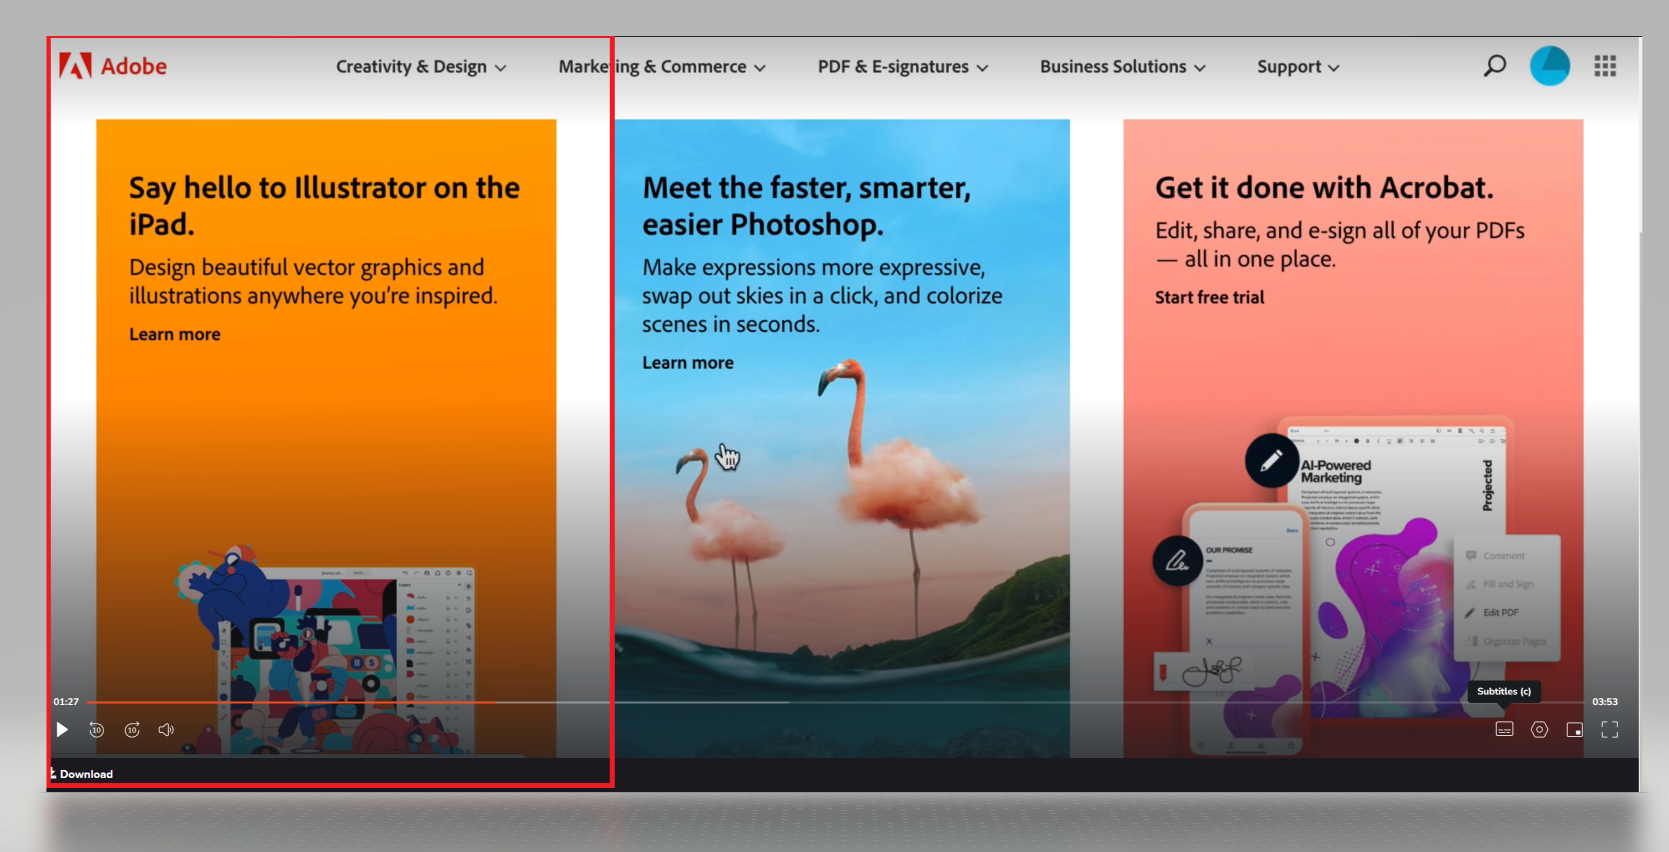 Adobe
Creativity & Design
Marketing & Commerce
PDF & E-signatures
Business Solutions
Support
Say hello to Illustrator on the
iPad.
Design beautiful vector graphics and
illustrations anywhere you're inspired.
Learn more
Meet the faster, smarter,
easier Photoshop.
Make expressions more expressive,
swap out skies in a click, and colorize
scenes in seconds.
Learn more
Get it done with Acrobat.
Edit, share, and e-sign all of your PDFs
— all in one place.
Start free trial
AI-Powered
Marketing
Projected
OUR PROMISE
Comment
Fill and Sign
Edit PDF
Organize Pages
B $
Subtitles (c)
01:27
03:53
10
10
Download